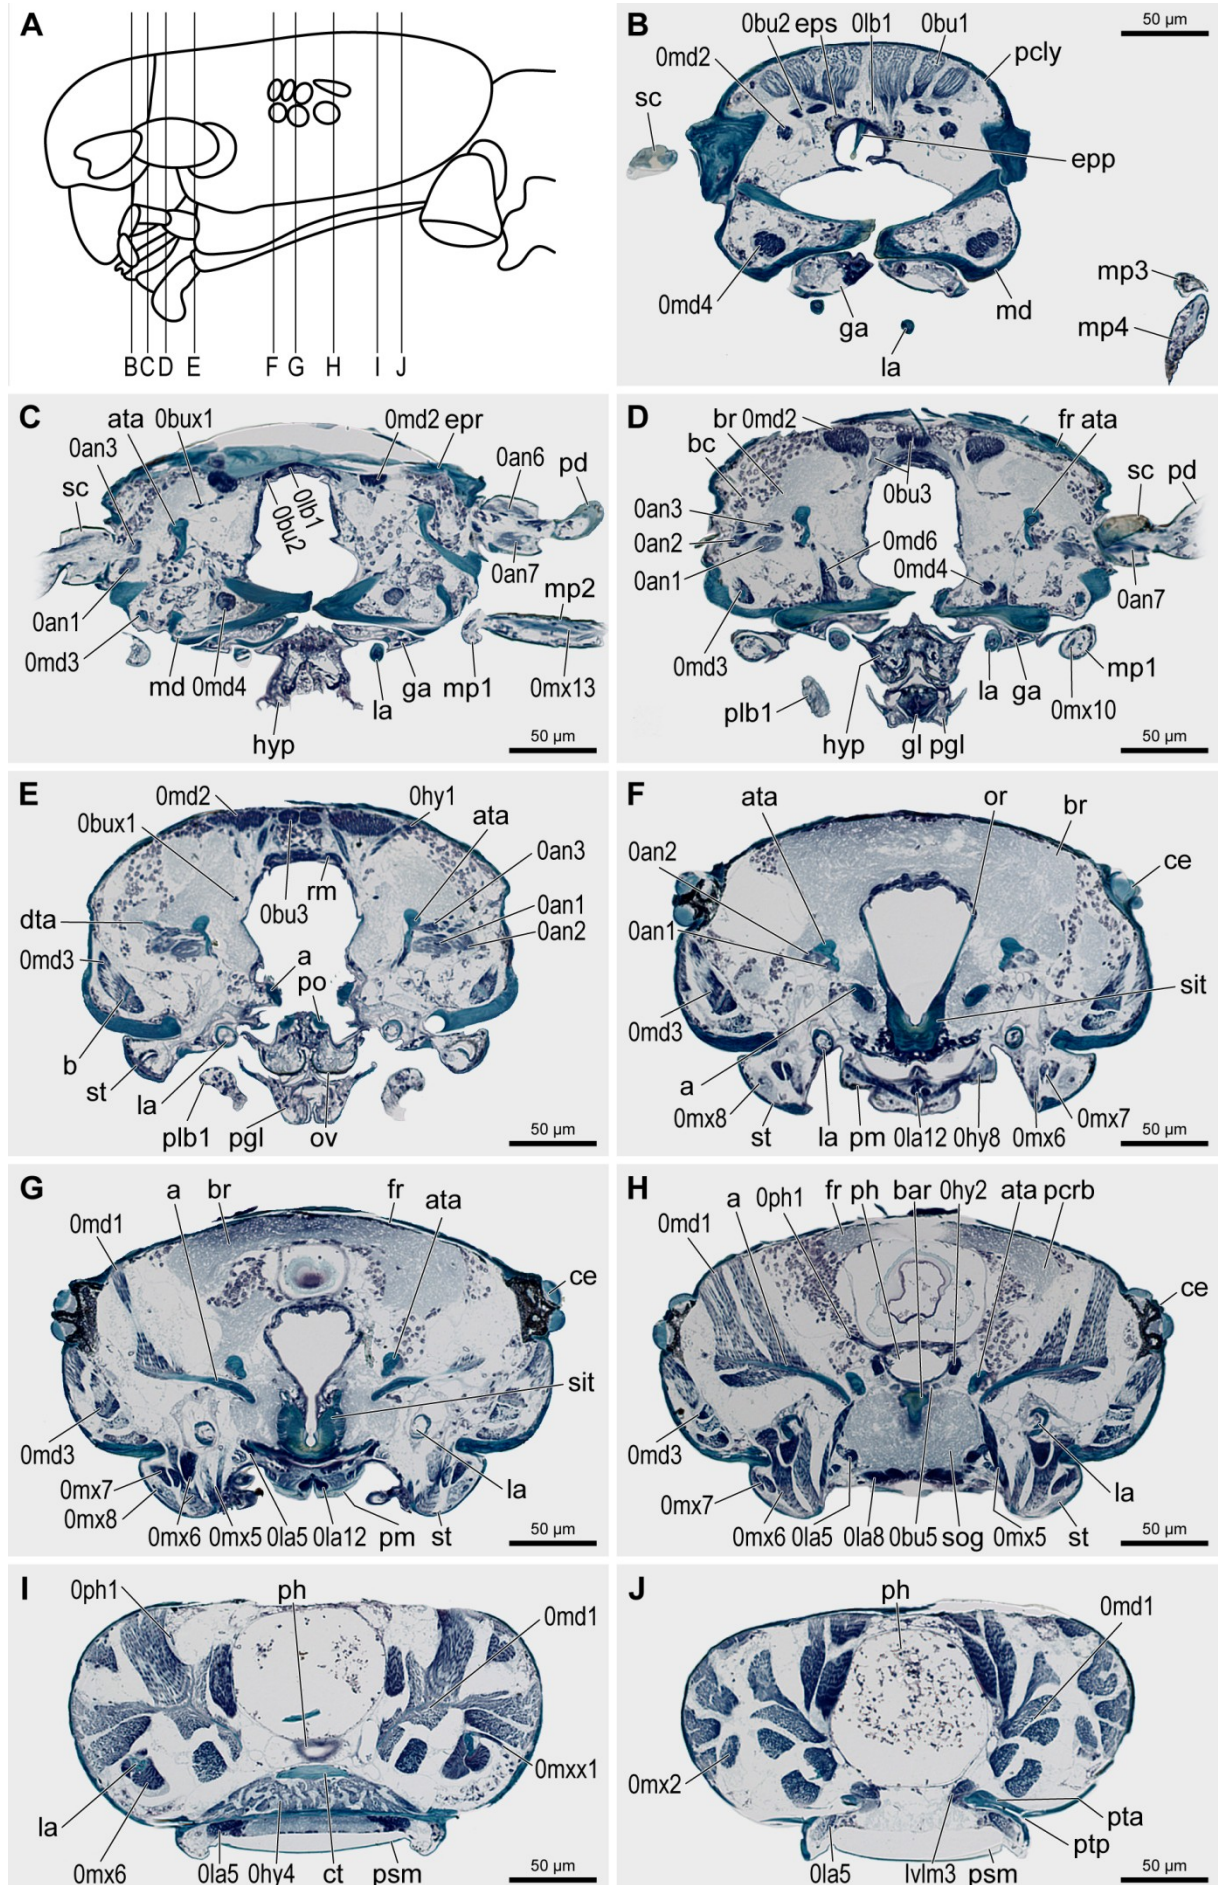 A
B C D E F G H I J
B
50 µm
0bu2 eps 0lb1 0bu1
0md2
pcly
sc
epp
0md4
ga
la
md
mp3
mp4
C
ata 0bux1
0md2 epr
0an3
sc
0an6
pd
0lb1
0bu2
0an7
0an1
mp2
0md3
md 0md4
la
ga
mp1
0mx13
hyp
50 µm
D
br 0md2
fr ata
bc
sc pd
0bu3
0an3
0an2
0an1
0md6
0md4
0an7
0md3
mp1
plb1
la
ga
0mx10
hyp
gl pgl
50 µm
E
0md2
0hy1
0bux1
ata
0an3
rm
0bu3
0an1
0an2
dta
0md3
a
po
b
st
la
plb1
pgl
ov
50 µm
F
ata
or
br
0an2
ce
0an1
sit
0md3
a
0mx8
0mx7
st
la
pm
0la12
0hy8
0mx6
50 µm
G
a
br
fr
ata
0md1
ce
sit
0md3
0mx7
la
0mx8
0mx6
0mx5
0la5
0la12
pm
st
50 µm
H
0ph1
fr ph bar 0hy2
ata pcrb
a
0md1
ce
0md3
la
0mx7
0mx6
0la5
0la8
0bu5
sog
0mx5
st
50 µm
I
0ph1
ph
0md1
0mxx1
la
0mx6
0la5
0hy4
ct
psm
50 µm
J
ph
0md1
0mx2
pta
ptp
0la5
lvlm3
psm
50 µm